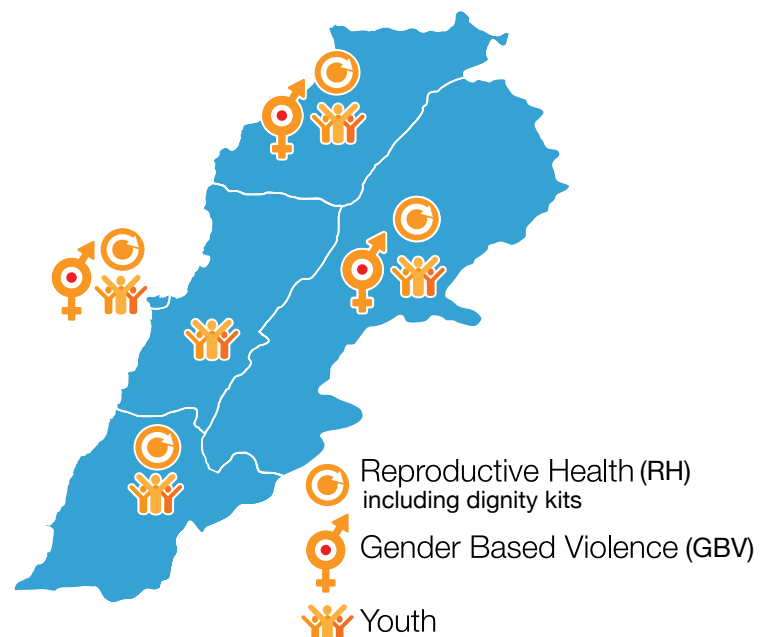 Reproductive Health (RH)
including dignity kits
Gender Based Violence (GBV)
Youth